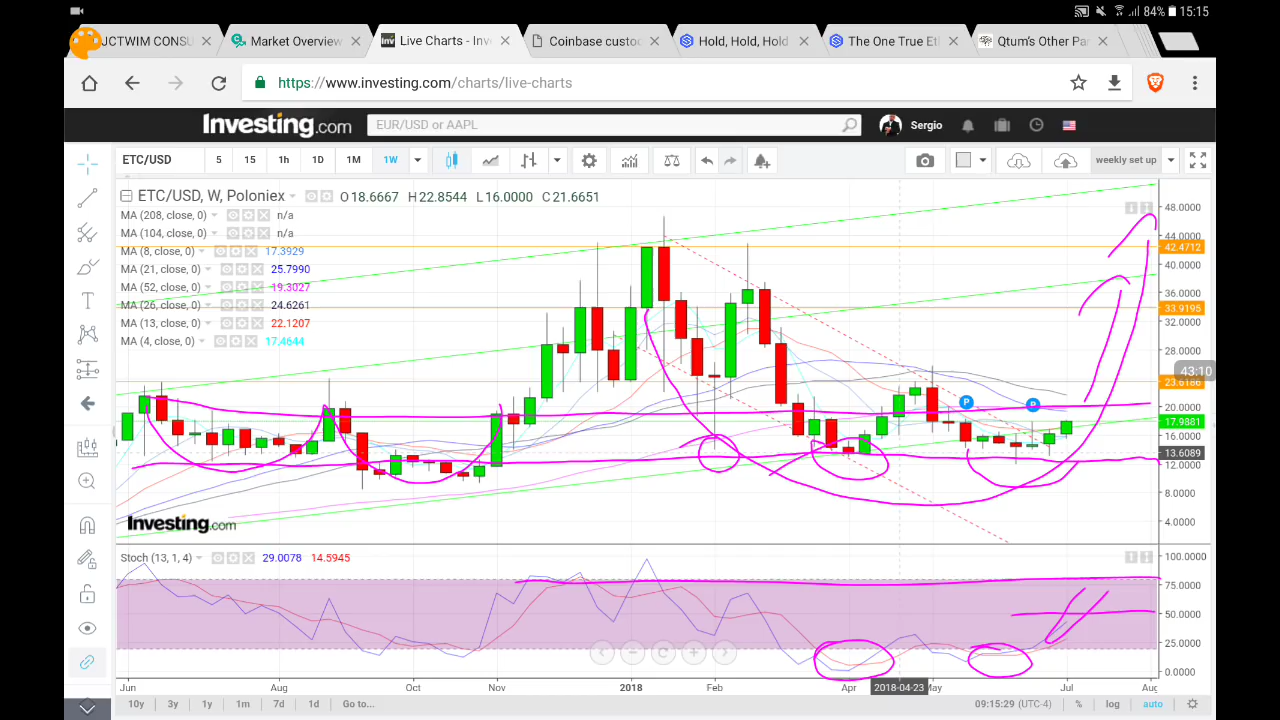 84% 15:15
JCTWIM CONSU Market Overview Live Charts - Inve Coinbase custo Hold, Hold, Hold The One True Eth Qtum's Other Par
https://www.investing.com/charts/live-charts
Investing.com EUR/USD or AAPL Sergio
ETC/USD 5 15 1h 1D 1M 1W weekly set up
ETC/USD, W, Poloniex O 18.6667 H 22.8544 L 16.0000 C 21.6651
MA (208, close, 0) n/a
MA (104, close, 0) n/a
MA (8, close, 0) 17.3929
MA (21, close, 0) 25.7990
MA (52, close, 0) 19.3027
MA (26, close, 0) 24.6261
MA (13, close, 0) 22.1207
MA (4, close, 0) 17.4644
48.0000
44.0000
42.4712
40.0000
36.0000
33.9195
32.0000
28.0000
43:10
23.6186
20.0000
17.9881
16.0000
13.6089
12.0000
8.0000
4.0000
P P
Investing.com
Stoch (13, 1, 4) 29.0078 14.5945
100.0000
75.0000
50.0000
25.0000
0.0000
Jun Aug Oct Nov 2018 Feb Apr 2018-04-23 May Jul Aug
10y 3y 1y 1m 7d 1d Go to... 09:15:29 (UTC-4) % log auto